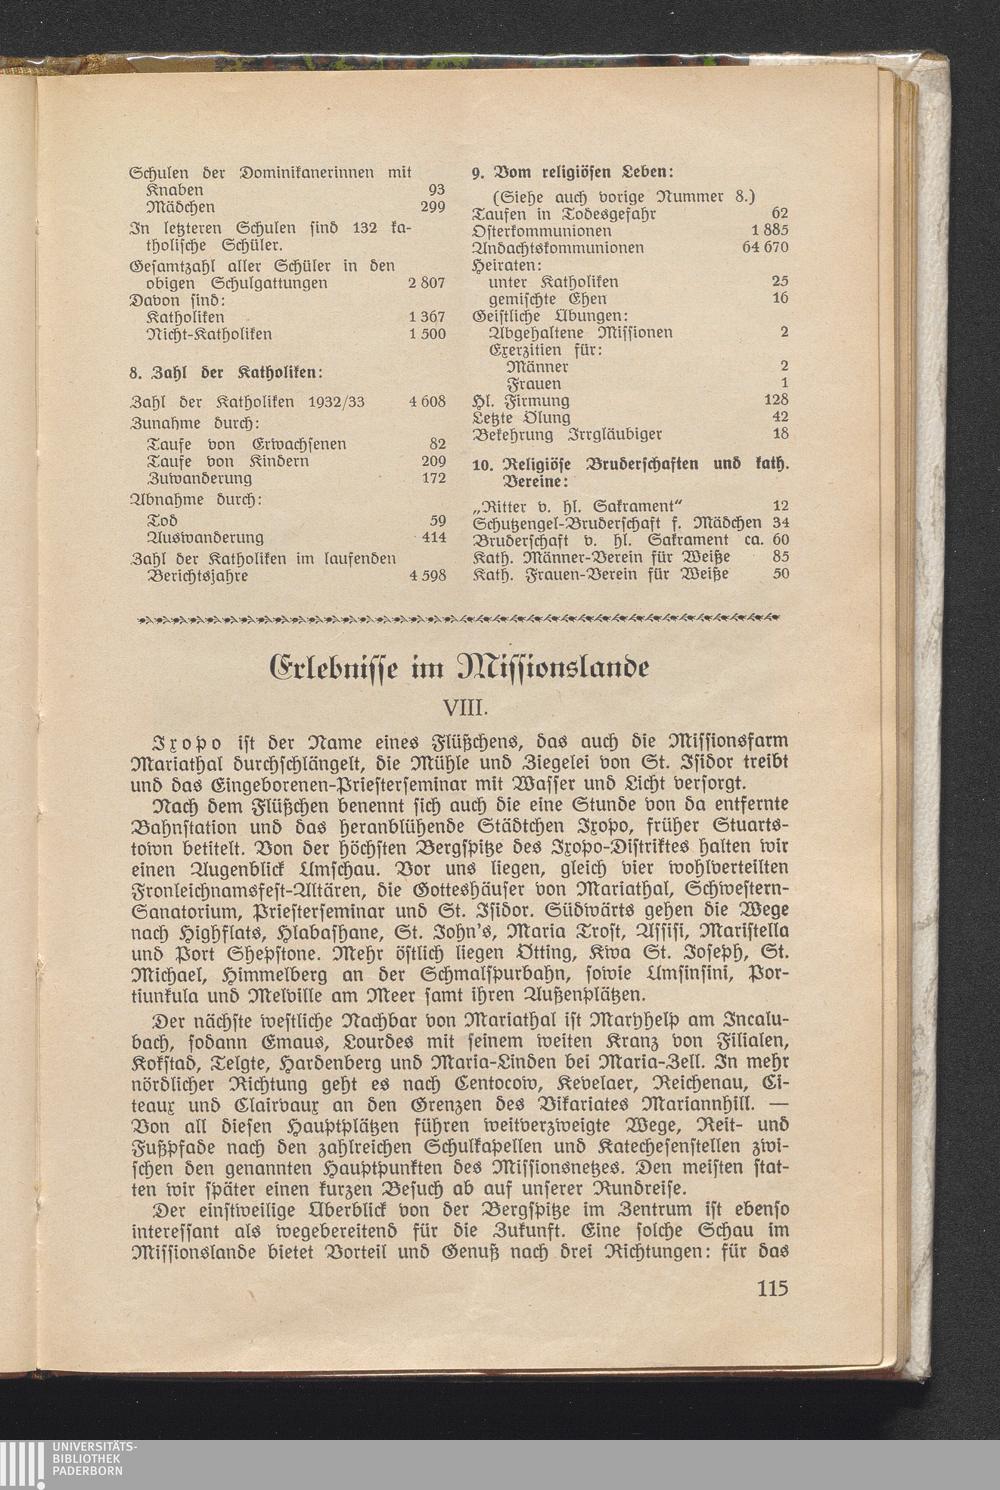 Schulen der Dominikanerinnen mit
Knaben 93
Mädchen 299
In letzteren Schulen sind 132 ka-
tholische Schüler.
Gesamtzahl aller Schüler in den
obigen Schulgattungen 2 807
Davon sind:
Katholiken 1 367
Nicht-Katholiken 1 500
8. Zahl der Katholiken:
Zahl der Katholiken 1932/33 4 608
Zunahme durch:
Taufe von Erwachsenen 82
Taufe von Kindern 209
Zuwanderung 172
Abnahme durch:
Tod 59
Auswanderung 414
Zahl der Katholiken im laufenden
Berichtsjahre 4 598
9. Vom religiösen Leben:
(Siehe auch vorige Nummer 8.)
Taufen in Todesgefahr 62
Osterkommunionen 1 885
Andachtskommunionen 64 670
Heiraten:
unter Katholiken 25
gemischte Ehen 16
Geistliche Übungen:
Abgehaltene Missionen 2
Exerzitien für:
Männer 2
Frauen 1
Hl. Firmung 128
Letzte Ölung 42
Bekehrung Irrgläubiger 18
10. Religiöse Bruderschaften und kath.
Vereine:
„Ritter v. hl. Sakrament“ 12
Schutzengel-Bruderschaft f. Mädchen 34
Bruderschaft v. hl. Sakrament ca. 60
Kath. Männer-Verein für Weiße 85
Kath. Frauen-Verein für Weiße 50
Erlebnisse im Missionslande
VIII.
Ixopo ist der Name eines Flüßchens, das auch die Missionsfarm
Mariathal durchschlängelt, die Mühle und Ziegelei von St. Isidor treibt
und das Eingeborenen-Priesterseminar mit Wasser und Licht versorgt.
Nach dem Flüßchen benennt sich auch die eine Stunde von da entfernte
Bahnstation und das heranblühende Städtchen Ixopo, früher Stuarts-
town betitelt. Von der höchsten Bergspitze des Ixopo-Distriktes halten wir
einen Augenblick Umschau. Vor uns liegen, gleich vier wohlverteilten
Fronleichnamsfest-Altären, die Gotteshäuser von Mariathal, Schwestern-
Sanatorium, Priesterseminar und St. Isidor. Südwärts gehen die Wege
nach Highflats, Hlabashane, St. John's, Maria Trost, Assisi, Maristella
und Port Shepstone. Mehr östlich liegen Ötting, Kwa St. Joseph, St.
Michael, Himmelberg an der Schmalspurbahn, sowie Umsinsini, Por-
tiunkula und Melville am Meer samt ihren Außenplätzen.
Der nächste westliche Nachbar von Mariathal ist Maryhelp am Incalu-
bach, sodann Emaus, Lourdes mit seinem weiten Kranz von Filialen,
Kokstad, Telgte, Hardenberg und Maria-Linden bei Maria-Zell. In mehr
nördlicher Richtung geht es nach Centocow, Kevelaer, Reichenau, Ci-
teaux und Clairvaux an den Grenzen des Vikariates Mariannhill. —
Von all diesen Hauptplätzen führen weitverzweigte Wege, Reit- und
Fußpfade nach den zahlreichen Schulkapellen und Katechesenstellen zwi-
schen den genannten Hauptpunkten des Missionsnetzes. Den meisten stat-
ten wir später einen kurzen Besuch ab auf unserer Rundreise.
Der einstweilige Überblick von der Bergspitze im Zentrum ist ebenso
interessant als wegebereitend für die Zukunft. Eine solche Schau im
Missionslande bietet Vorteil und Genuß nach drei Richtungen: für das
115
UNIVERSITÄTS-
BIBLIOTHEK
PADERBORN